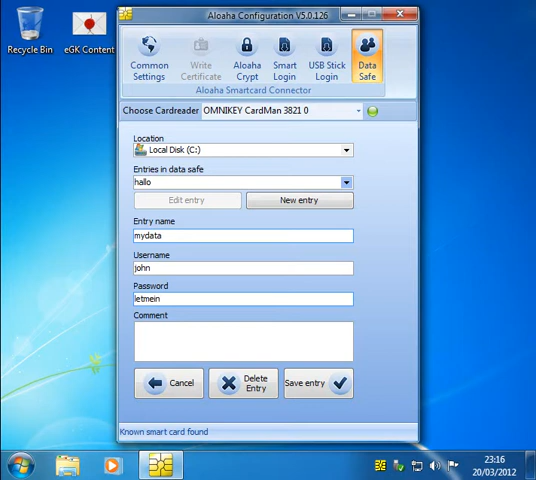 Recycle Bin
eGK Content
Aloaha Configuration V5.0.126
Common Settings
Write Certificate
Aloaha Crypt
Smart Login
USB Stick Login
Data Safe
Aloaha Smartcard Connector
Choose Cardreader
OMNIKEY CardMan 3821 0
Location
Local Disk (C:)
Entries in data safe
hallo
Edit entry
New entry
Entry name
mydata
Username
john
Password
letmein
Comment
Cancel
Delete Entry
Save entry
Known smart card found
23:16
20/03/2012